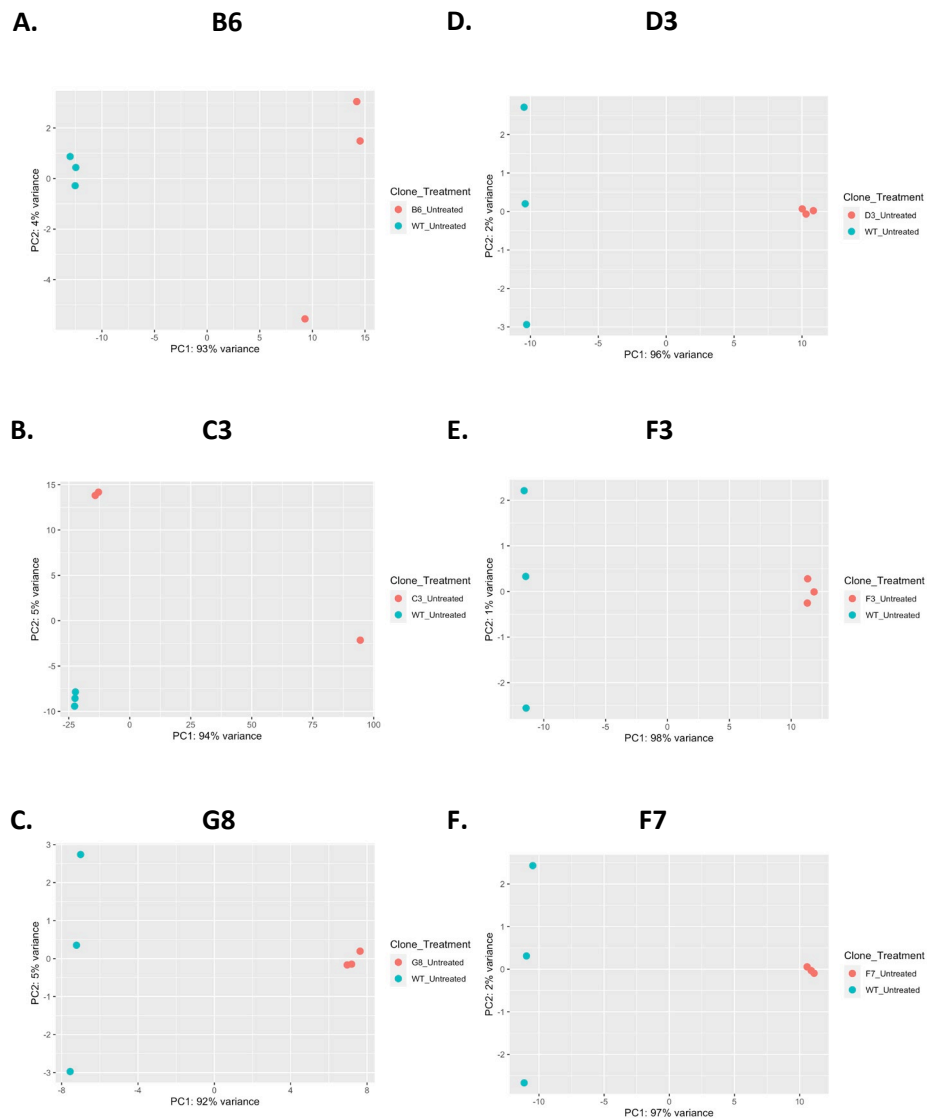 A. B6
2
0
-2
-4
-10 -5 0 5 10 15
PC2: 4% variance
PC1: 93% variance
Clone_Treatment
B6_Untreated
WT_Untreated
D. D3
2
1
0
-1
-2
-3
-10 -5 0 5 10
PC2: 2% variance
PC1: 96% variance
Clone_Treatment
D3_Untreated
WT_Untreated
B. C3
15
10
5
0
-5
-10
-25 0 25 50 75 100
PC2: 5% variance
PC1: 94% variance
Clone_Treatment
C3_Untreated
WT_Untreated
E. F3
2
1
0
-1
-2
-10 -5 0 5 10
PC2: 1% variance
PC1: 98% variance
Clone_Treatment
F3_Untreated
WT_Untreated
C. G8
3
2
1
0
-1
-2
-3
-8 -4 0 4 8
PC2: 5% variance
PC1: 92% variance
Clone_Treatment
G8_Untreated
WT_Untreated
F. F7
2
1
0
-1
-2
-10 -5 0 5 10
PC2: 2% variance
PC1: 97% variance
Clone_Treatment
F7_Untreated
WT_Untreated